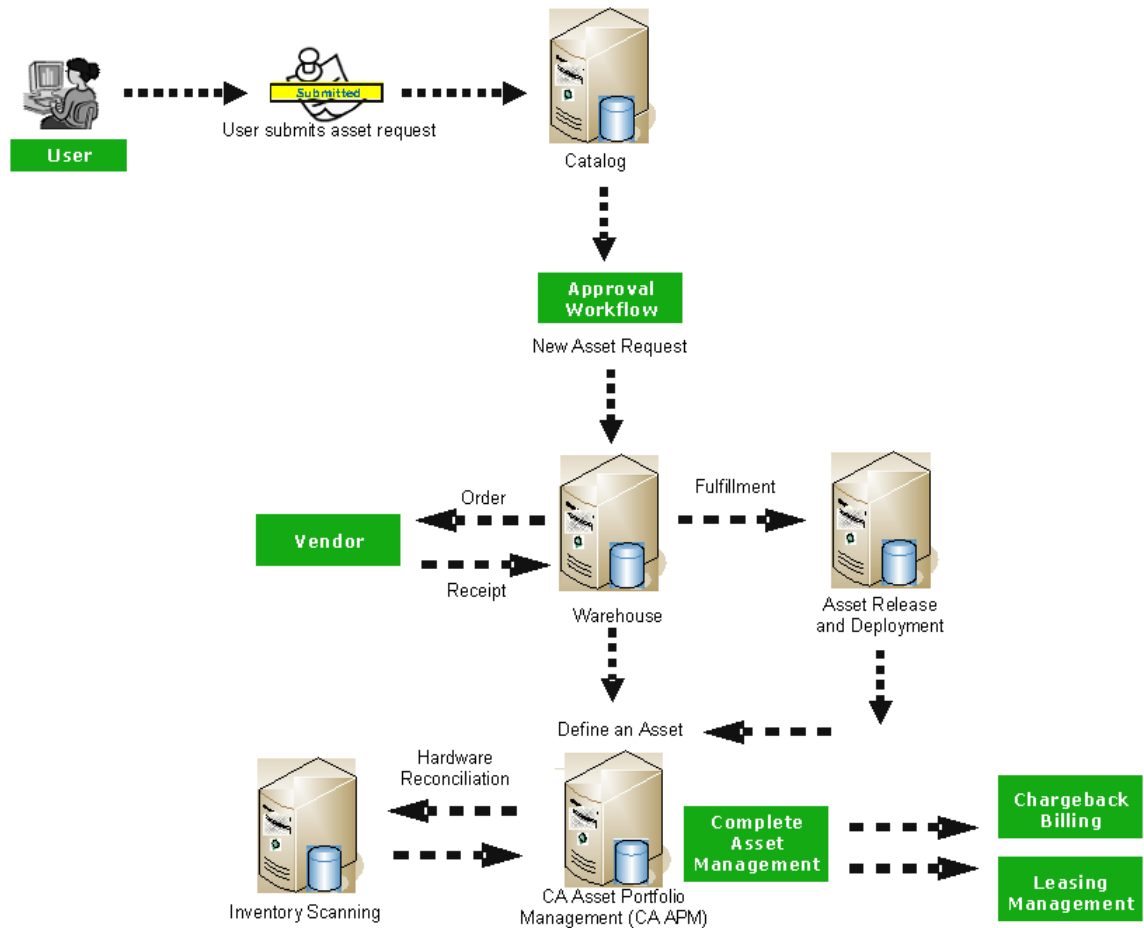 Submitted
User submits asset request
User
Catalog
Approval
Workflow
New Asset Request
Order
Fulfillment
Vendor
Receipt
Warehouse
Asset Release
and Deployment
Define an Asset
Hardware
Reconciliation
Complete
Asset
Management
Chargeback
Billing
Leasing
Management
Inventory Scanning
CA Asset Portfolio
Management (CA APM)